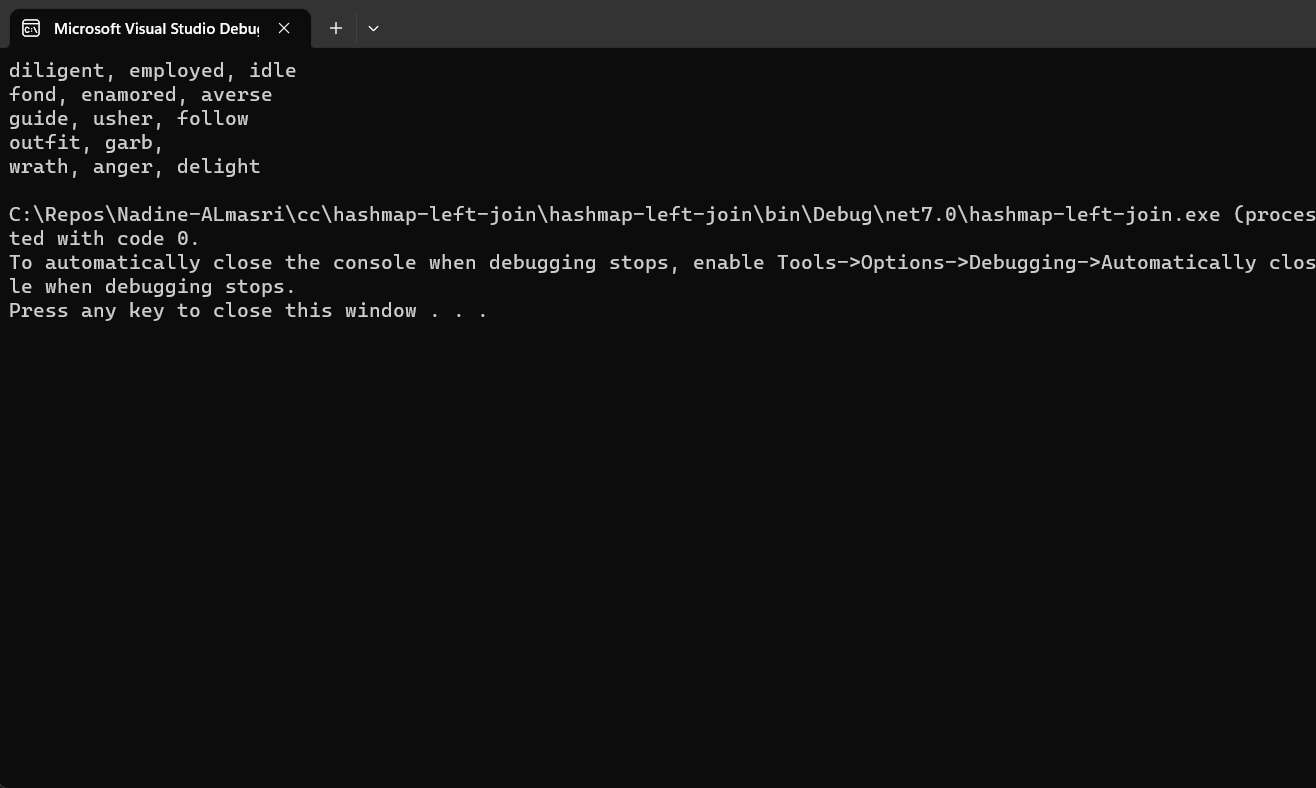 Microsoft Visual Studio Debug
diligent, employed, idle
fond, enamored, averse
guide, usher, follow
outfit, garb,
wrath, anger, delight
C:\Repos\Nadine-ALmasri\cc\hashmap-left-join\hashmap-left-join\bin\Debug\net7.0\hashmap-left-join.exe (proces
ted with code 0.
To automatically close the console when debugging stops, enable Tools->Options->Debugging->Automatically clos
le when debugging stops.
Press any key to close this window . . .